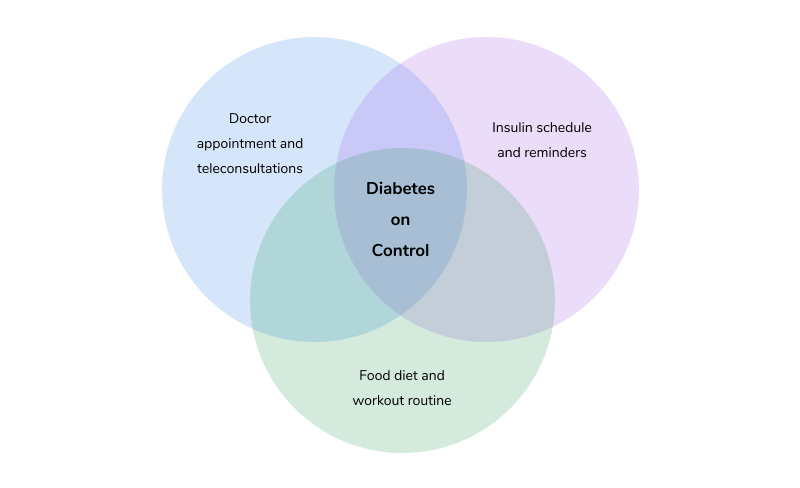 Doctor
appointment and
teleconsultations
Insulin schedule
and reminders
Diabetes
on
Control
Food diet and
workout routine